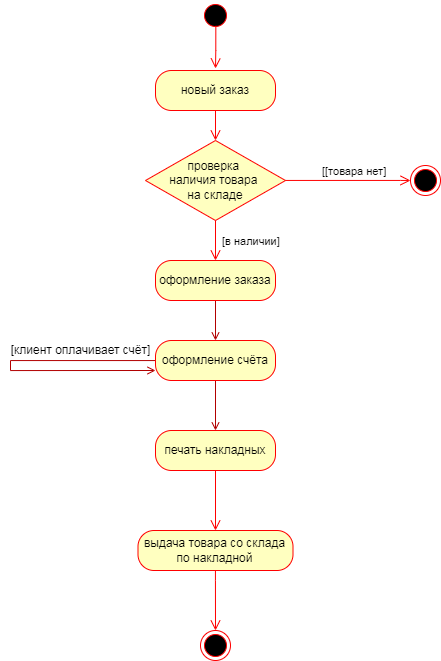 новый заказ
проверка
наличия товара
на складе
[[товара нет]
[в наличии]
оформление заказа
[клиент оплачивает счёт]
оформление счёта
печать накладных
выдача товара со склада
по накладной